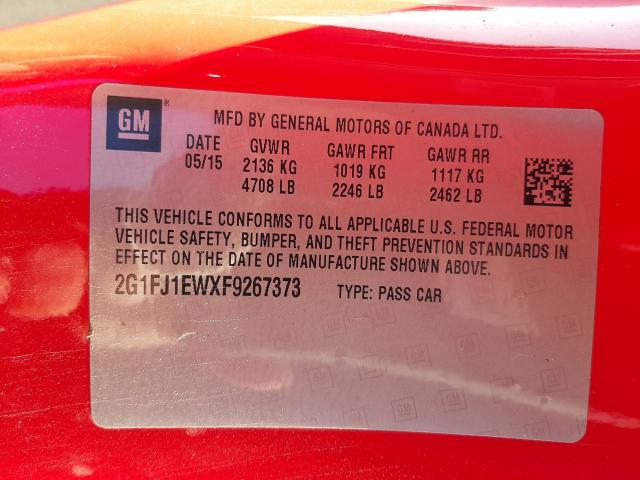 GM ®
MFD BY GENERAL MOTORS OF CANADA LTD.
DATE GVWR GAWR FRT GAWR RR
05/15 2136 KG 1019 KG 1117 KG
4708 LB 2246 LB 2462 LB
THIS VEHICLE CONFORMS TO ALL APPLICABLE U.S. FEDERAL MOTOR
VEHICLE SAFETY, BUMPER, AND THEFT PREVENTION STANDARDS IN
EFFECT ON THE DATE OF MANUFACTURE SHOWN ABOVE.
2G1FJ1EWXF9267373 TYPE: PASS CAR